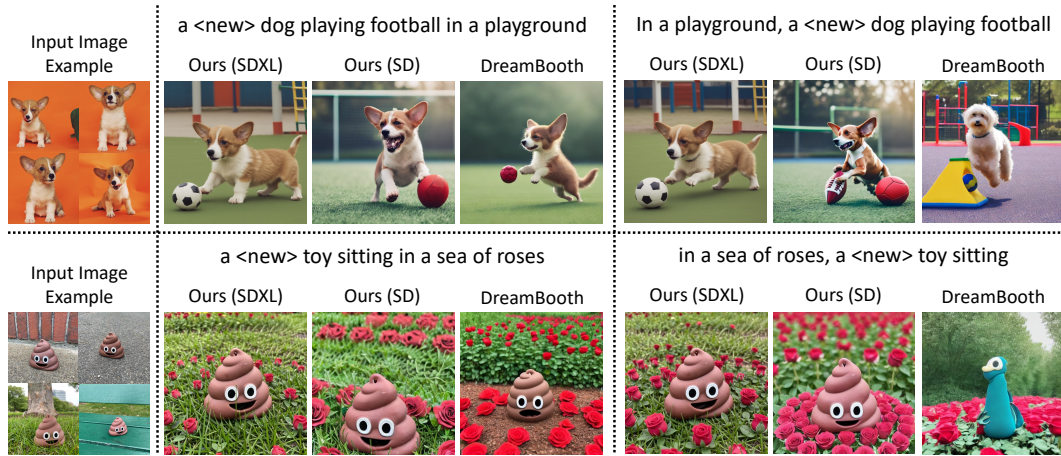 Input Image
Example
a <new> dog playing football in a playground
Ours (SDXL)
Ours (SD)
DreamBooth
In a playground, a <new> dog playing football
Ours (SDXL)
Ours (SD)
DreamBooth
Input Image
Example
a <new> toy sitting in a sea of roses
Ours (SDXL)
Ours (SD)
DreamBooth
in a sea of roses, a <new> toy sitting
Ours (SDXL)
Ours (SD)
DreamBooth